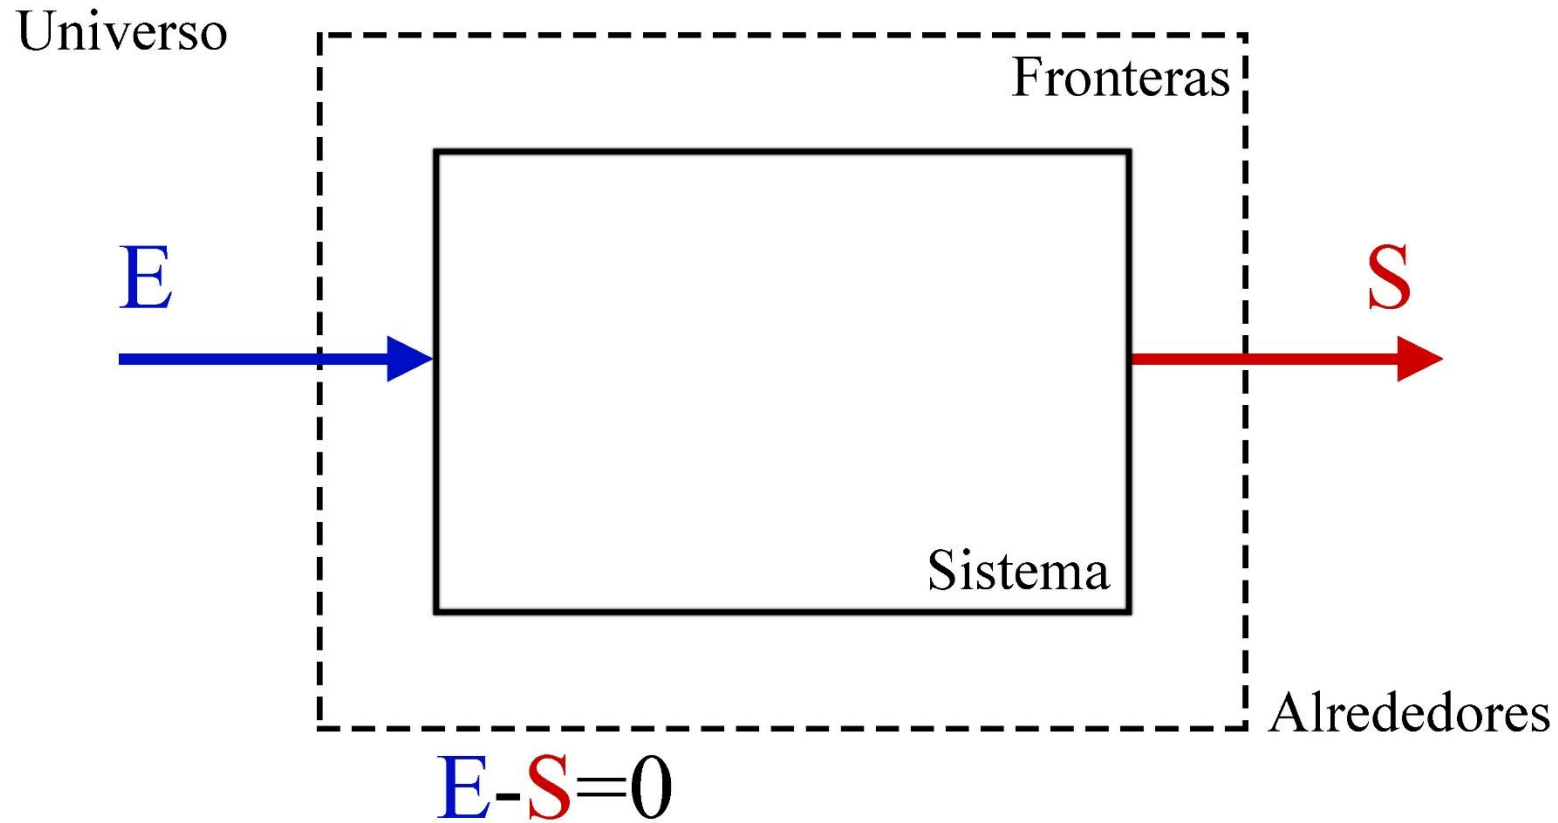 Universo
Fronteras
E
S
Sistema
Alrededores
E-S=0